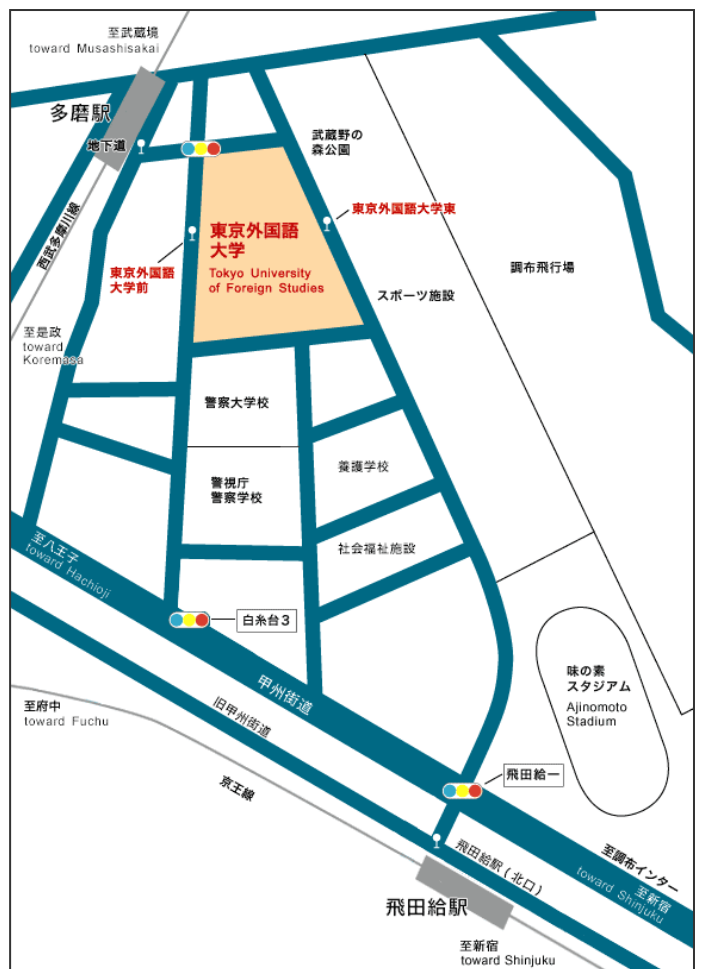 至武蔵境
toward Musashisakai
多磨駅
地下道
武蔵野の
森公園
東京外国語大学東
東京外国語
大学
Tokyo University
of Foreign Studies
東京外国語
大学前
西武多摩川線
調布飛行場
スポーツ施設
至是政
toward
Koremasa
警察大学校
養護学校
警視庁
警察学校
社会福祉施設
至八王子
toward Hachioji
白糸台3
甲州街道
旧甲州街道
味の素
スタジアム
Ajinomoto
Stadium
至府中
toward Fuchu
京王線
飛田給一
飛田給駅(北口)
至調布インター
至新宿
toward Shinjuku
飛田給駅
至新宿
toward Shinjuku